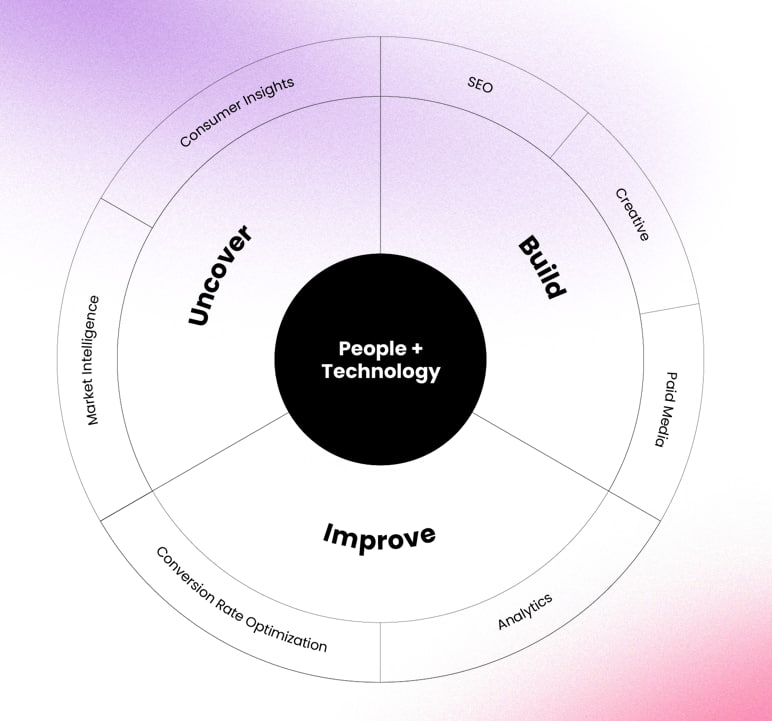 Consumer Insights
SEO
Creative
Uncover
Build
Market Intelligence
People +
Technology
Paid Media
Improve
Conversion Rate Optimization
Analytics